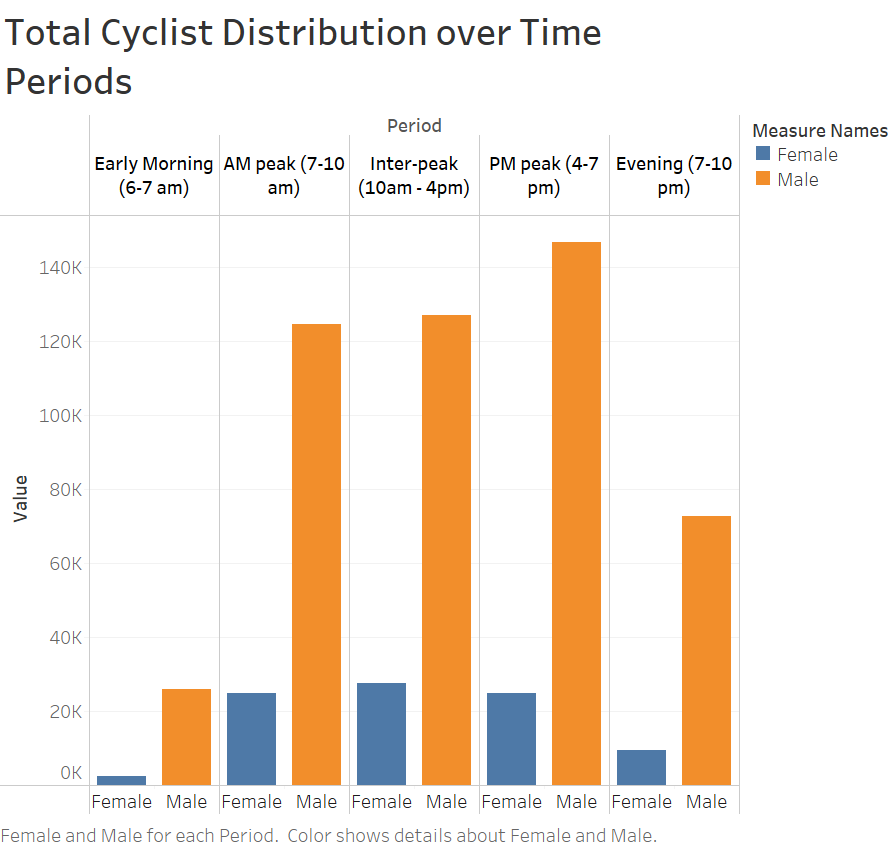 Total Cyclist Distribution over Time
Periods
Period
Measure Names
Female
Male
Early Morning
(6-7 am)
AM peak (7-10
am)
Inter-peak
(10am - 4pm)
PM peak (4-7
pm)
Evening (7-10
pm)
Value
140K
120K
100K
80K
60K
40K
20K
0K
Female Male Female Male Female Male Female Male Female Male
Female and Male for each Period. Color shows details about Female and Male.